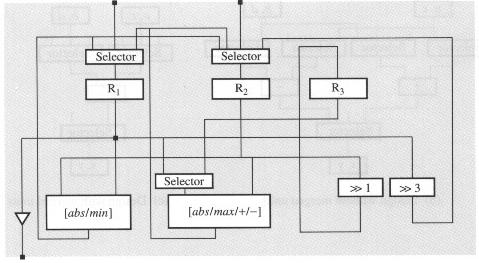 Selector Selector
R1 R2 R3
Selector
>> 1 >> 3
[abs/min] [abs/max/+/−]